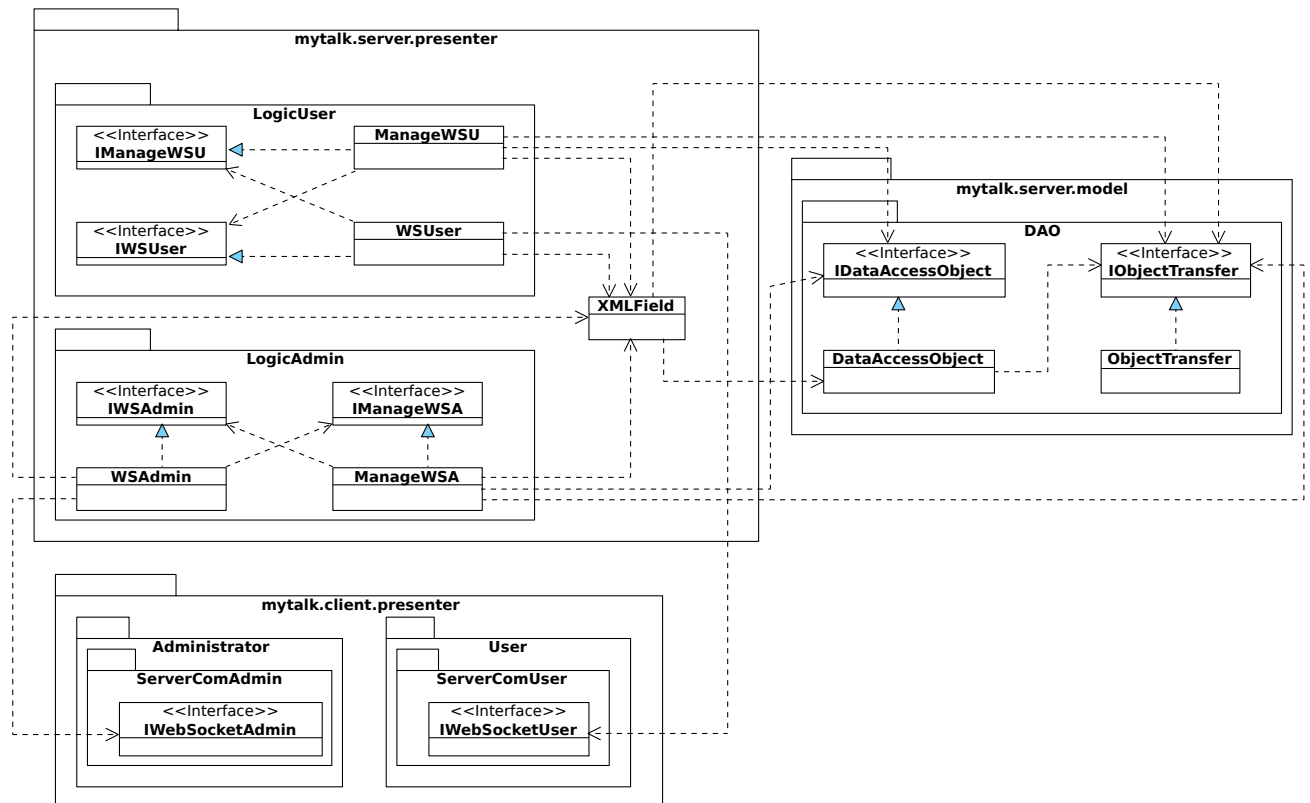 mytalk.server.presenter
LogicUser
<<Interface>>
IManageWSU
ManageWSU
<<Interface>>
IWSUser
WSUser
XMLField
LogicAdmin
<<Interface>>
IWSAdmin
<<Interface>>
IManageWSA
WSAdmin
ManageWSA
mytalk.server.model
DAO
<<Interface>>
IDataAccessObject
<<Interface>>
IObjectTransfer
DataAccessObject
ObjectTransfer
mytalk.client.presenter
Administrator
ServerComAdmin
<<Interface>>
IWebSocketAdmin
User
ServerComUser
<<Interface>>
IWebSocketUser